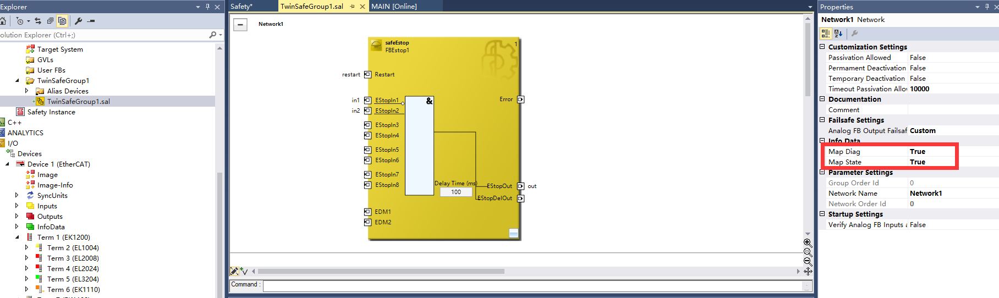 Explorer
Safety*
TwinSafeGroup1.sal
MAIN [Online]
Properties
Network1
Network1 Network
olution Explorer (Ctrl+;)
Target System
GVLs
User FBs
TwinSafeGroup1
Alias Devices
TwinSafeGroup1.sal
Safety Instance
C++
ANALYTICS
I/O
Devices
Device 1 (EtherCAT)
Image
Image-Info
SyncUnits
Inputs
Outputs
InfoData
Term 1 (EK1200)
Term 2 (EL1004)
Term 3 (EL2008)
Term 4 (EL2024)
Term 5 (EL3204)
Term 6 (EK1110)
safeEstop
1
FBEstop1
restart
Restart
in1
EStopIn1
&
Error
in2
EStopIn2
EStopIn3
EStopIn4
EStopIn5
EStopIn6
EStopIn7
EStopIn8
Delay Time (ms)
100
EStopOut
out
EStopDelOut
EDM1
EDM2
Command :
Customization Settings
Passivation Allowed False
Permament Deactivation False
Temporary Deactivation False
Timeout Passivation Allov 10000
Documentation
Comment
Failsafe Settings
Analog FB Output Failsaf Custom
Info Data
Map Diag True
Map State True
Parameter Settings
Group Order Id 0
Network Name Network1
Network Order Id 0
Startup Settings
Verify Analog FB Inputs a False